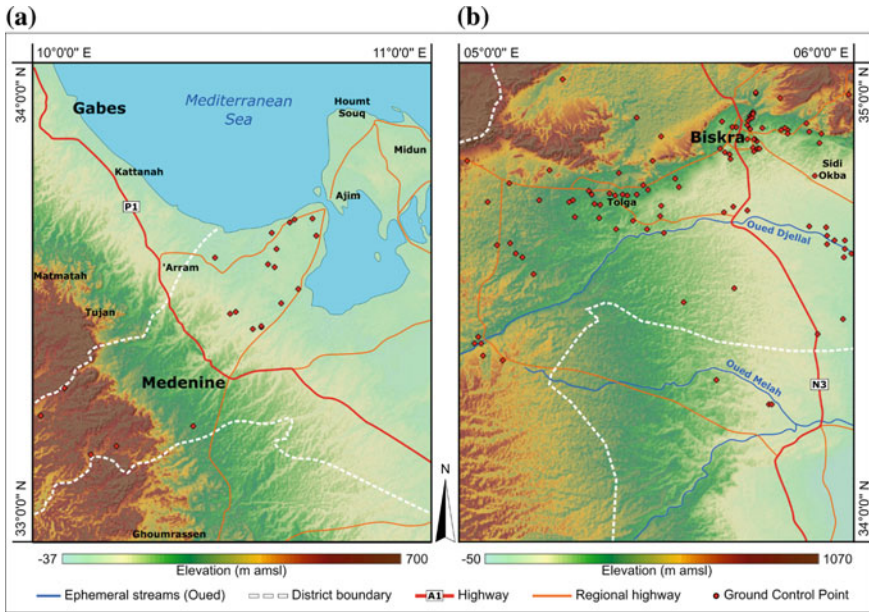 (a)
(b)
10°0'0" E
11°0'0" E
05°0'0" E
06°0'0" E
34°0'0" N
33°0'0" N
35°0'0" N
34°0'0" N
Gabes
Mediterranean
Sea
Houmt
Souq
Midun
Kattanah
Ajim
P1
'Arram
Matmatah
Tujan
Medenine
Ghoumrassen
N
Biskra
Sidi
Okba
Tolga
Oued Djellal
Oued Melah
N3
-37
700
Elevation (m amsl)
-50
1070
Elevation (m amsl)
Ephemeral streams (Oued)
District boundary
A1
Highway
Regional highway
Ground Control Point